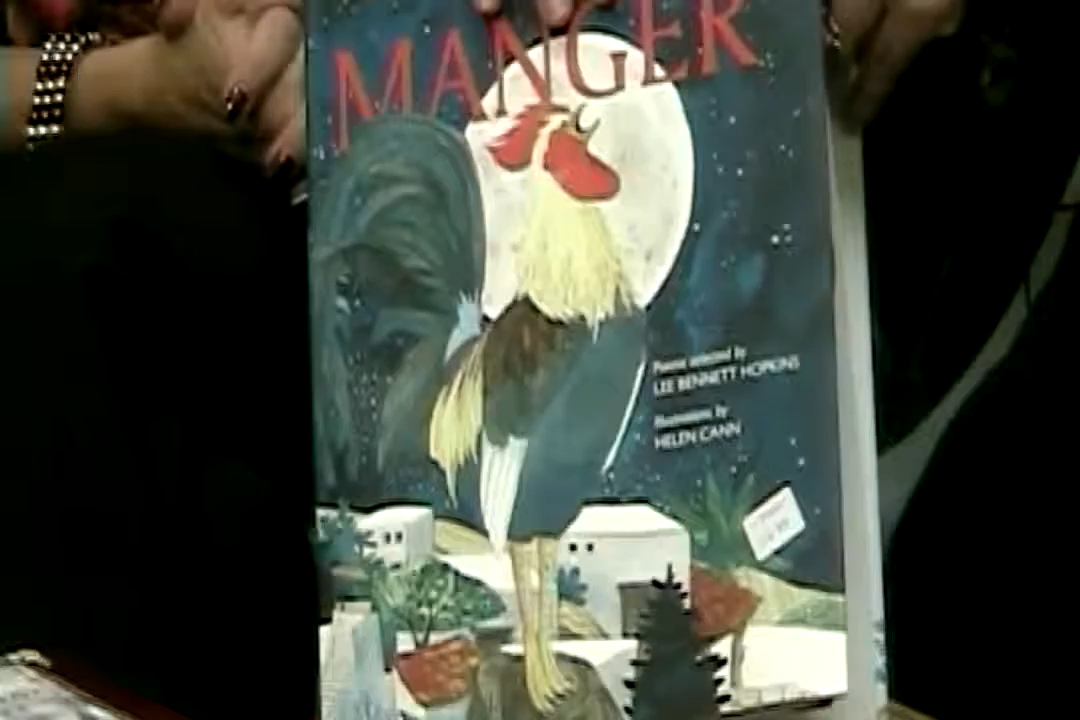 MANGER
Poems selected by
LEE BENNETT HOPKINS
Illustrations by
HELEN CANN